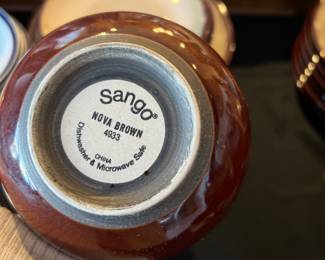 Sango®
NOVA BROWN
4933
CHINA
Dishwasher & Microwave Safe